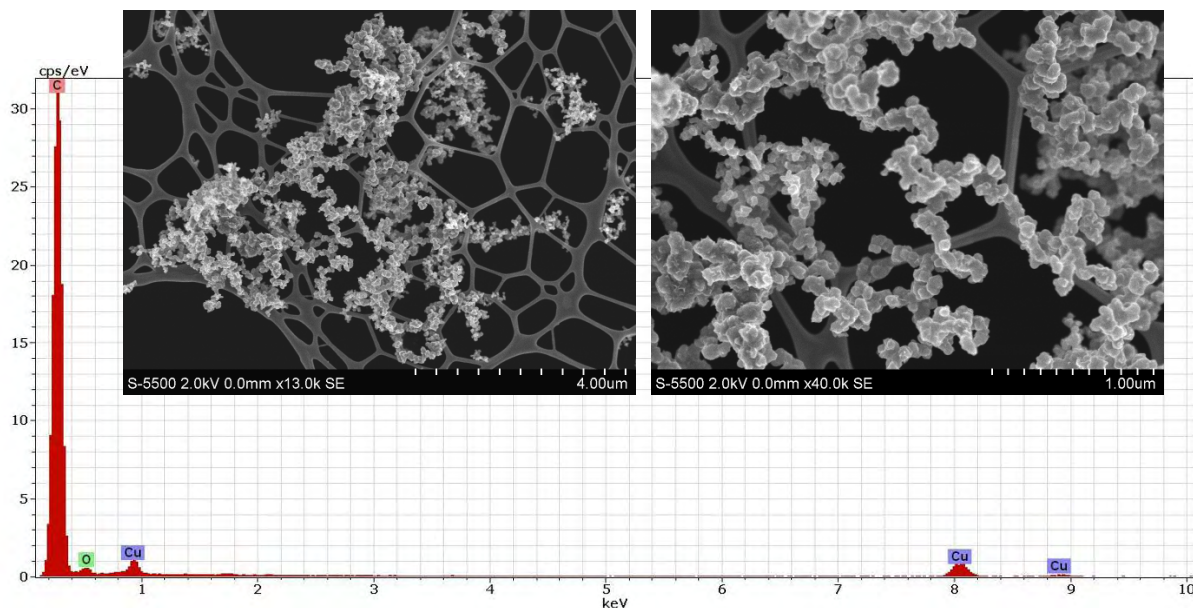 cps/eV
C
30
25
20
15
10
5
0
S-5500 2.0kV 0.0mm x13.0k SE 4.00um
S-5500 2.0kV 0.0mm x40.0k SE 1.00um
O
Cu
Cu
Cu
1 2 3 4 5 6 7 8 9 10
keV